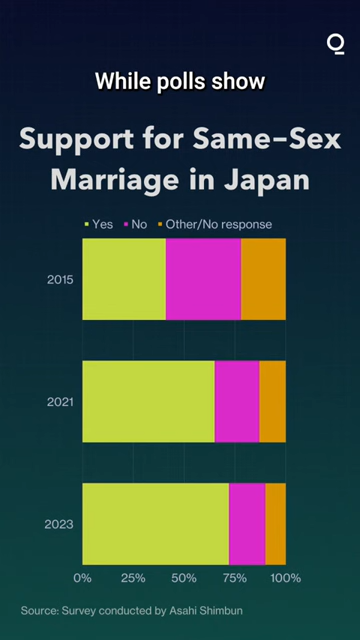 While polls show
Support for Same-Sex
Marriage in Japan
Yes No Other/No response
2015
2021
2023
0% 25% 50% 75% 100%
Source: Survey conducted by Asahi Shimbun